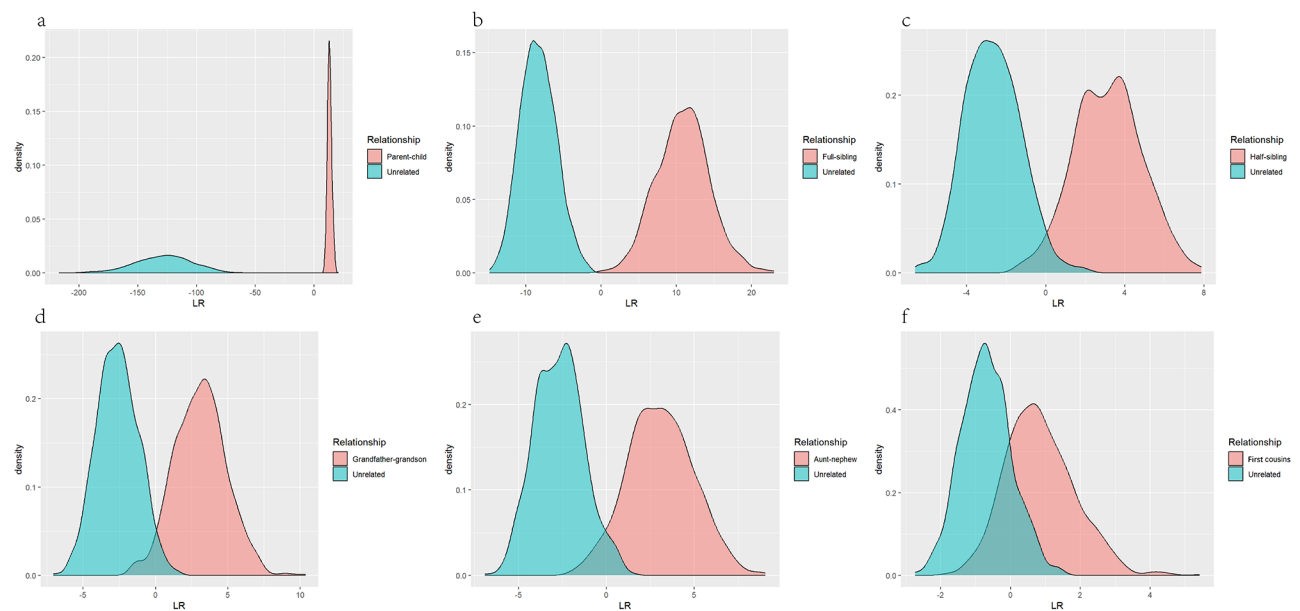 a
b
c
0.20
0.15
0.10
0.05
0.00
density
-200
-150
-100
-50
0
LR
Relationship
Parent-child
Unrelated
0.15
0.10
0.05
0.00
density
-10
0
10
20
LR
Relationship
Full-sibling
Unrelated
0.2
0.1
0.0
density
-4
0
4
8
LR
Relationship
Half-sibling
Unrelated
d
e
f
0.2
0.1
0.0
density
-5
0
5
10
LR
Relationship
Grandfather-grandson
Unrelated
0.2
0.1
0.0
density
-5
0
5
LR
Relationship
Aunt-nephew
Unrelated
0.4
0.2
0.0
density
-2
0
2
4
LR
Relationship
First cousins
Unrelated